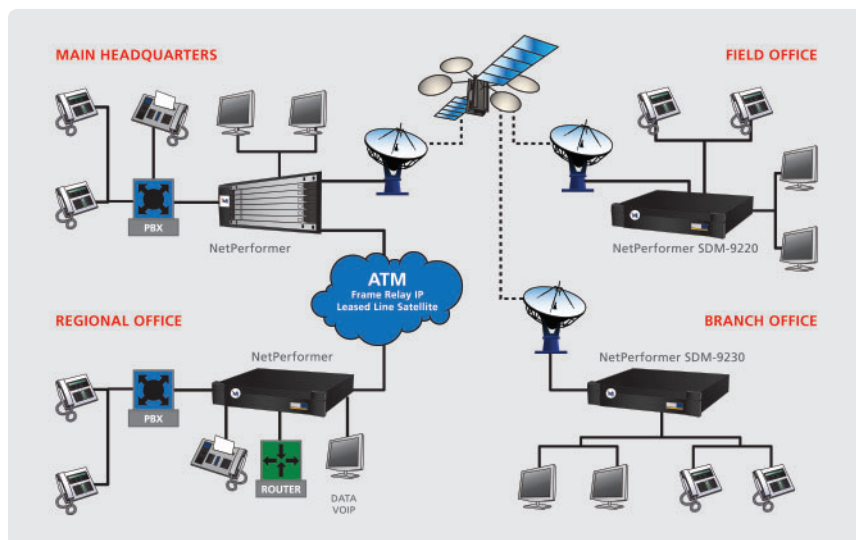 MAIN HEADQUARTERS
FIELD OFFICE
PBX
NetPerformer
NetPerformer SDM-9220
ATM
Frame Relay IP
Leased Line Satellite
REGIONAL OFFICE
BRANCH OFFICE
NetPerformer
NetPerformer SDM-9230
PBX
ROUTER
DATA
VOIP